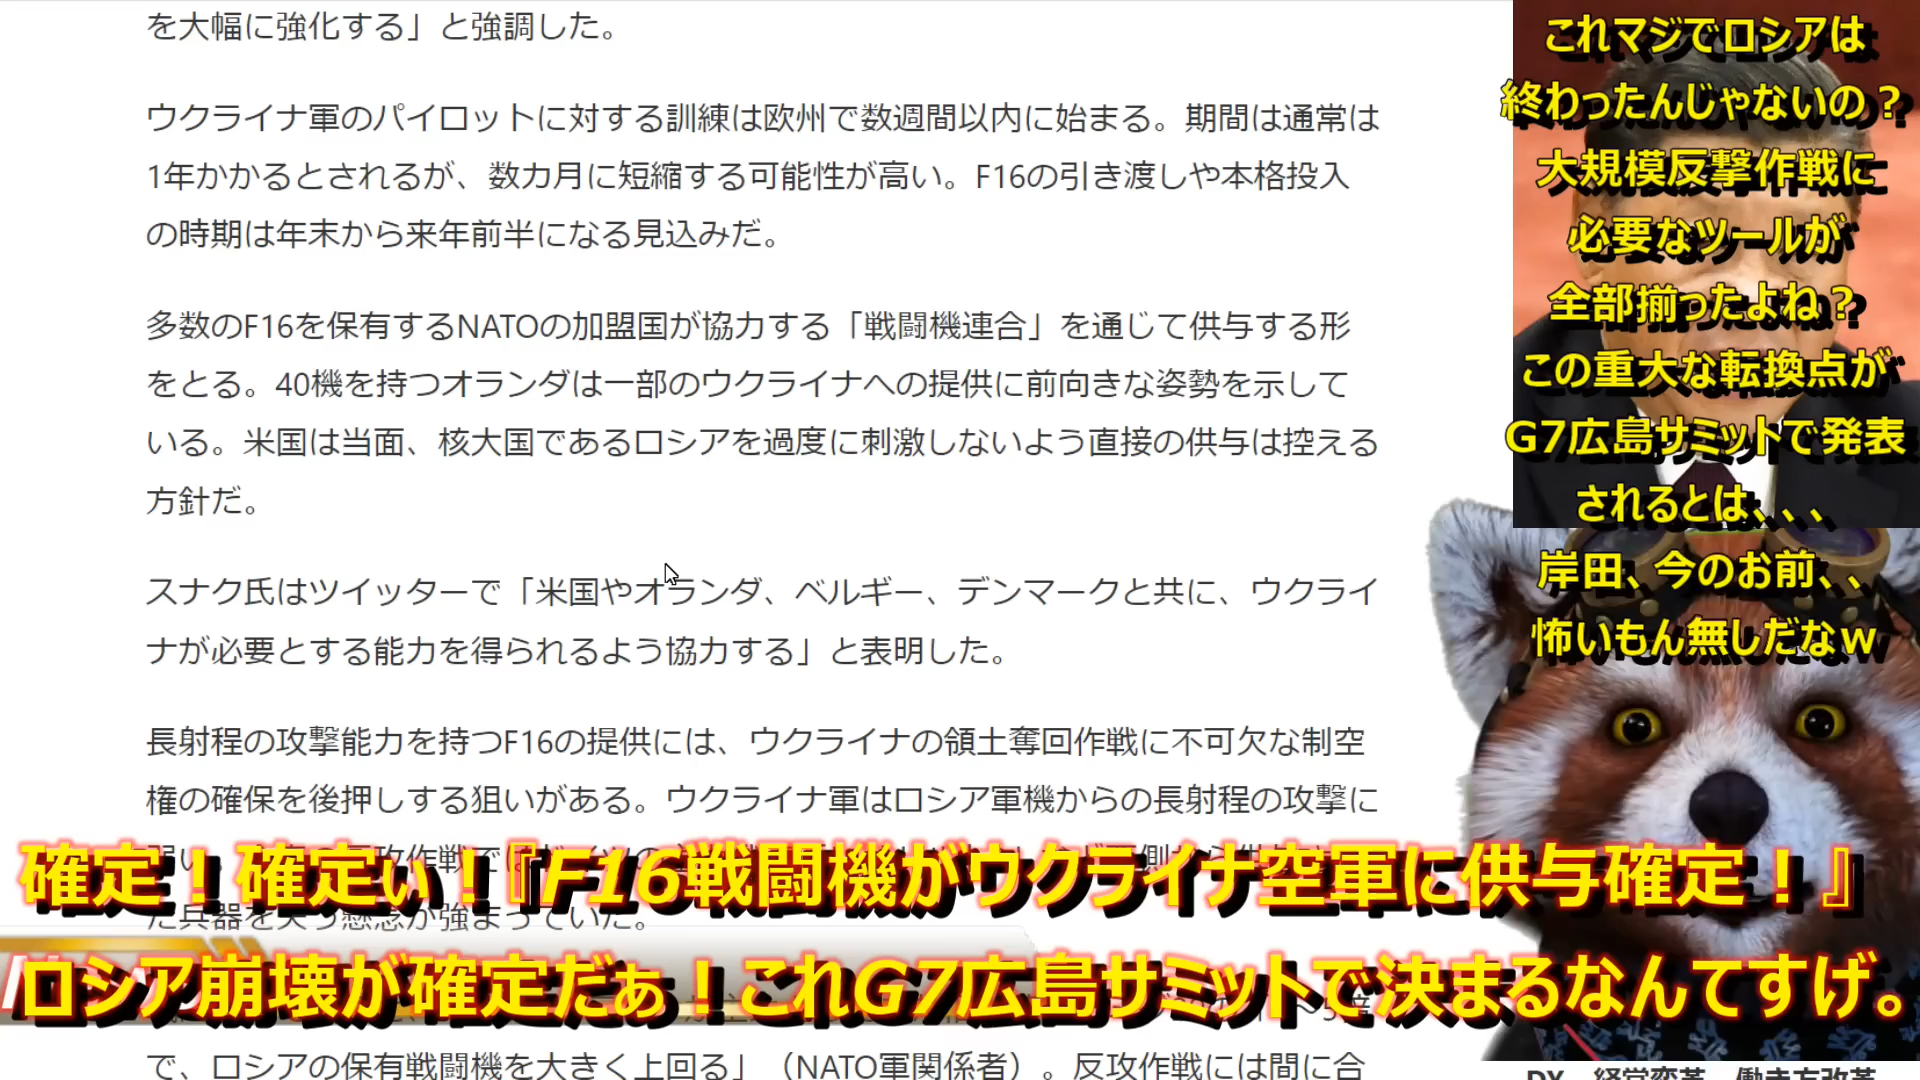 を大幅に強化する」と強調した。
ウクライナ軍のパイロットに対する訓練は欧州で数週間以内に始まる。期間は通常は
1年かかるとされるが、数カ月に短縮する可能性が高い。F16の引き渡しや本格投入
の時期は年末から来年前半になる見込みだ。
多数のF16を保有するNATOの加盟国が協力する「戦闘機連合」を通じて供与する形
をとる。40機を持つオランダは一部のウクライナへの提供に前向きな姿勢を示して
いる。米国は当面、核大国であるロシアを過度に刺激しないよう直接の供与は控える
方針だ。
スナク氏はツイッターで「米国やオランダ、ベルギー、デンマークと共に、ウクライ
ナが必要とする能力を得られるよう協力する」と表明した。
長射程の攻撃能力を持つF16の提供には、ウクライナの領土奪回作戦に不可欠な制空
権の確保を後押しする狙いがある。ウクライナ軍はロシア軍機からの長射程の攻撃に
た兵器を失う懸念が強まっていた。
で、ロシアの保有戦闘機を大きく上回る」（NATO軍関係者）。反攻作戦には間に合
これマジでロシアは
終わったんじゃないの？
大規模反撃作戦に
必要なツールが
全部揃ったよね？
この重大な転換点が
G7広島サミットで発表
されるとは、、、
岸田、今のお前、、
怖いもん無しだなｗ
確定！確定ぃ！『F16戦闘機がウクライナ空軍に供与確定！』
ロシア崩壊が確定だぁ！これG7広島サミットで決まるなんてすげ。
DX 経営変革 働き方改革